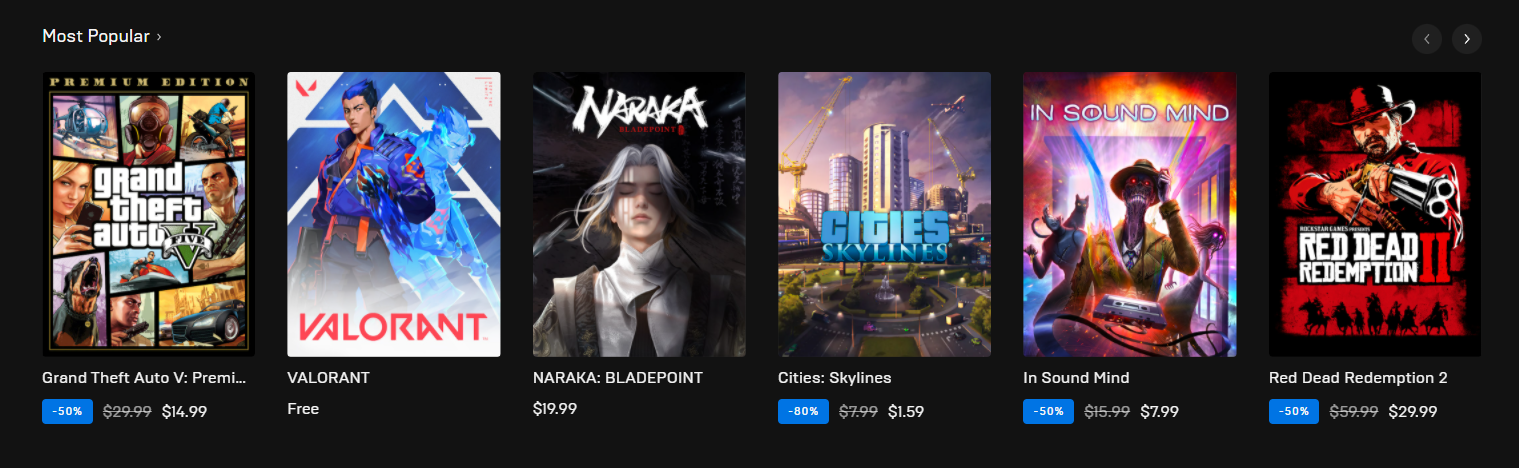 Most Popular ›
PREMIUM EDITION
grand
theft
auto V
FIVE
VALORANT
NARAKA
BLADEPOINT
CITIES
SKYLINES
IN SOUND MIND
ROCKSTAR GAMES PRESENTS
RED DEAD
REDEMPTION II
Grand Theft Auto V: Premi...
VALORANT
NARAKA: BLADEPOINT
Cities: Skylines
In Sound Mind
Red Dead Redemption 2
-50% $29.99 $14.99
Free
$19.99
-80% $7.99 $1.59
-50% $15.99 $7.99
-50% $59.99 $29.99